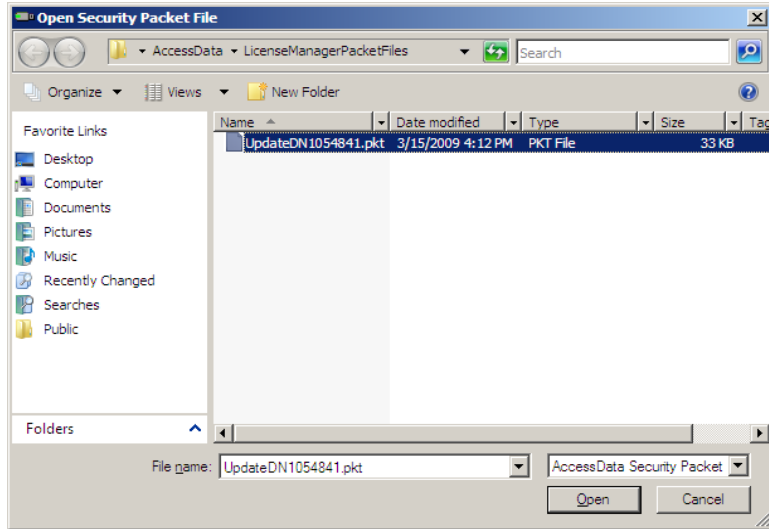 Open Security Packet File
AccessData LicenseManagerPacketFiles Search
Organize Views New Folder
Favorite Links
Desktop
Computer
Documents
Pictures
Music
Recently Changed
Searches
Public
Folders
Name Date modified Type Size Tag
UpdateDN1054841.pkt 3/15/2009 4:12 PM PKT File 33 KB
File name: UpdateDN1054841.pkt AccessData Security Packet
Open Cancel